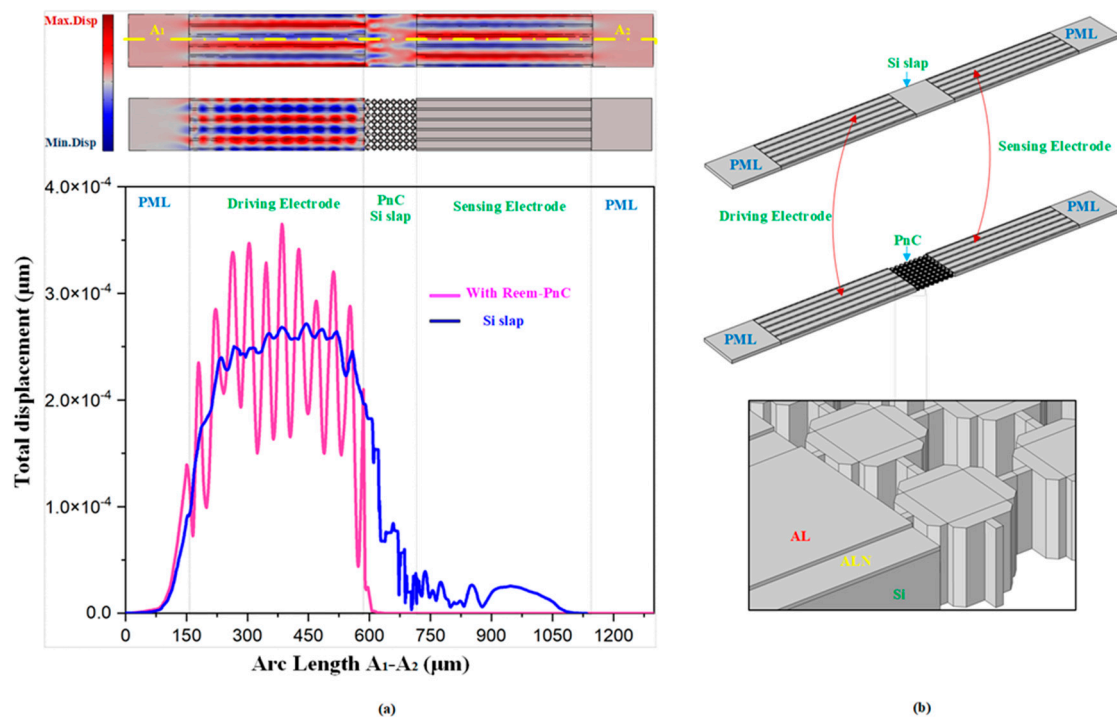 Max.Disp
A1
A2
Min.Disp
4.0×10-4
3.0×10-4
2.0×10-4
1.0×10-4
0.0
Total displacement (μm)
PML
Driving Electrode
PnC
Si slap
Sensing Electrode
PML
With Reem-PnC
Si slap
0 150 300 450 600 750 900 1050 1200
Arc Length A1-A2 (μm)
(a)
PML
Si slap
PML
Sensing Electrode
Driving Electrode
PML
PnC
PML
AL
ALN
Si
(b)